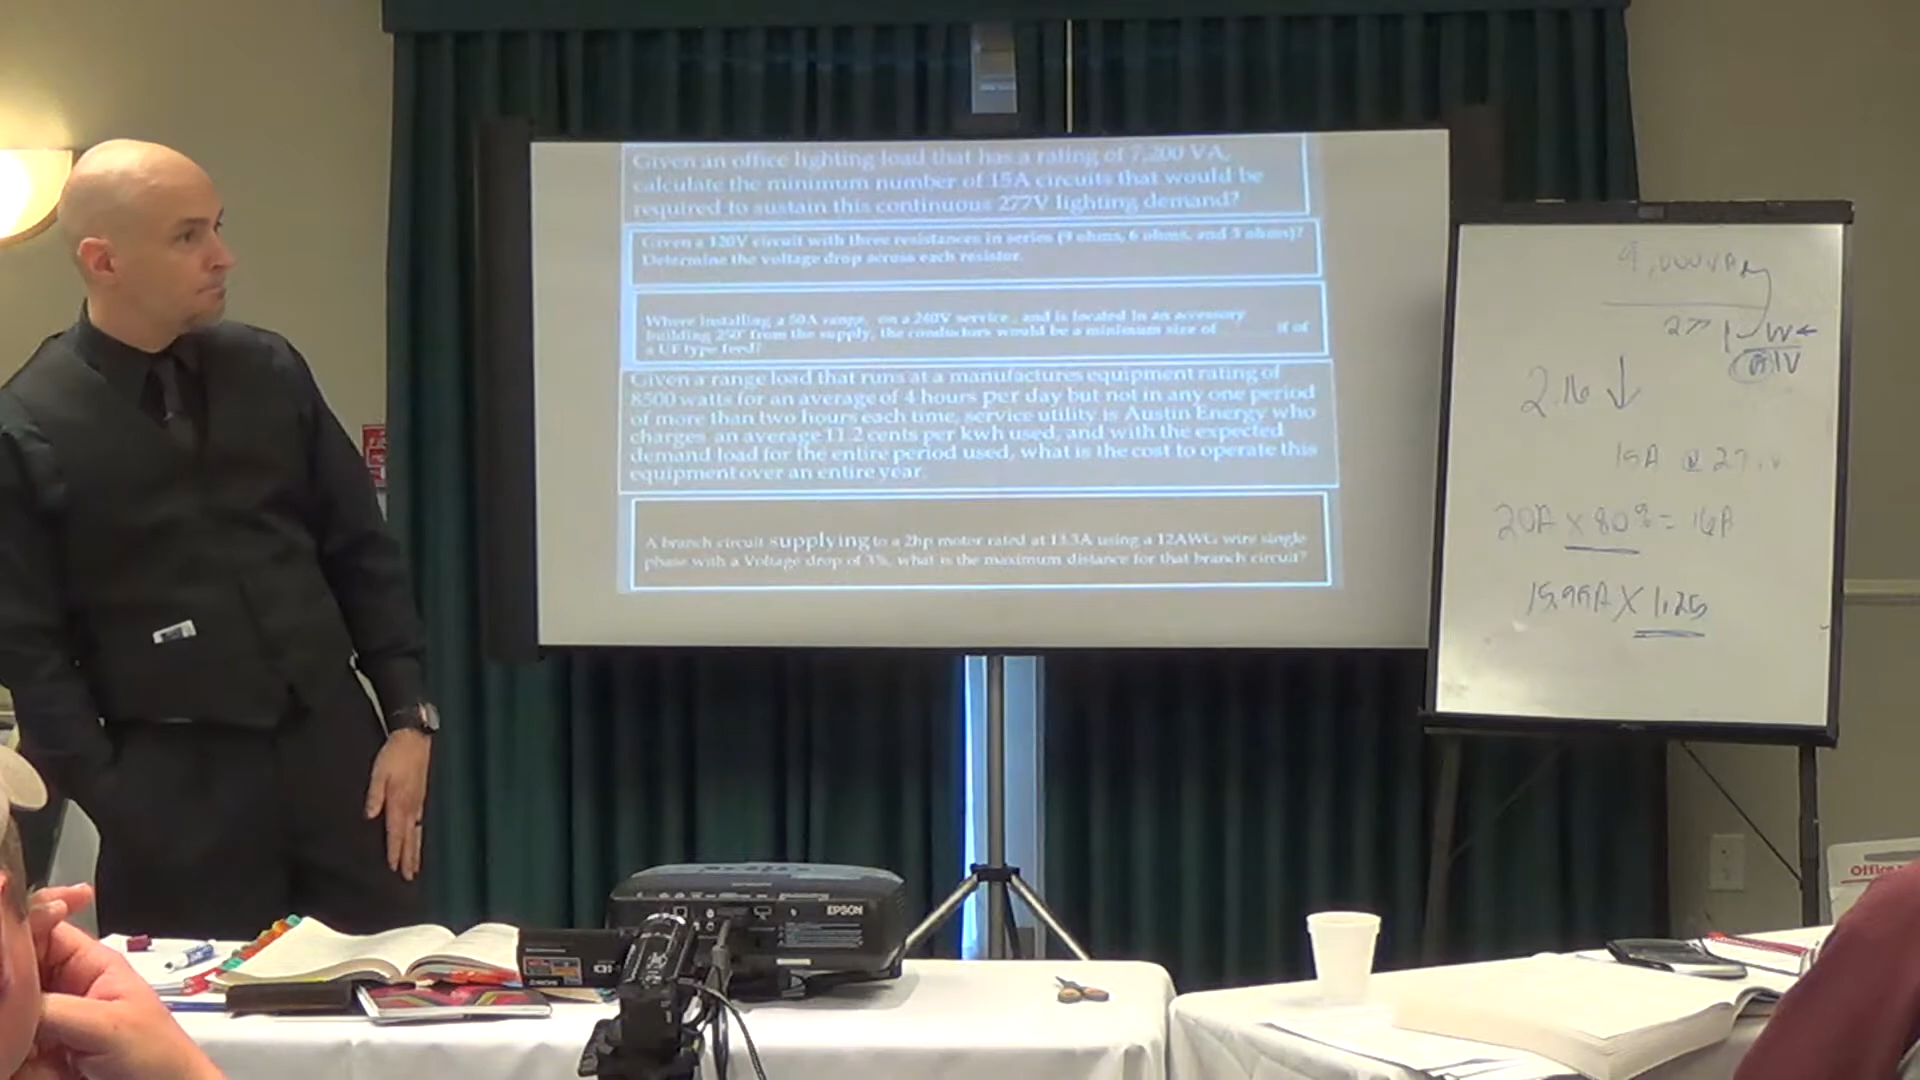 Given an office lighting load that has a rating of 7,200 VA,
calculate the minimum number of 15A circuits that would be
required to sustain this continuous 277V lighting demand?
Given a 120V circuit with three resistances in series (9 ohms, 6 ohms, and 3 ohms)?
Determine the voltage drop across each resistor.
Where installing a 50A range, on a 240V service, and is located in an accessory
building 250' from the supply, the conductors would be a minimum size of if of
a UF type feed?
Given a range load that runs at a manufactures equipment rating of
8500 watts for an average of 4 hours per day but not in any one period
of more than two hours each time, service utility is Austin Energy who
charges an average 11.2 cents per kwh used, and with the expected
demand load for the entire period used, what is the cost to operate this
equipment over an entire year.
A branch circuit supplying to a 2hp motor rated at 13.3A using a 12AWG wire single
phase with a Voltage drop of 3%, what is the maximum distance for that branch circuit?
277
W
2.16
15A @
20A x 80% = 16A
X 1.25
EPSON